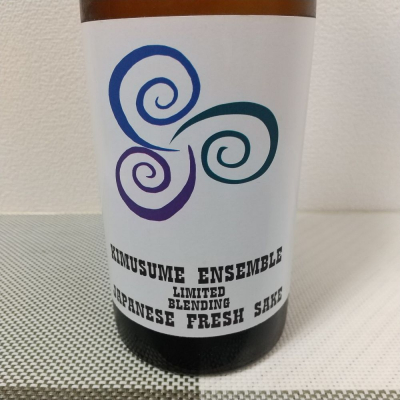 KIMUSUME ENSEMBLE
LIMITED
BLENDING
JAPANESE FRESH SAKE